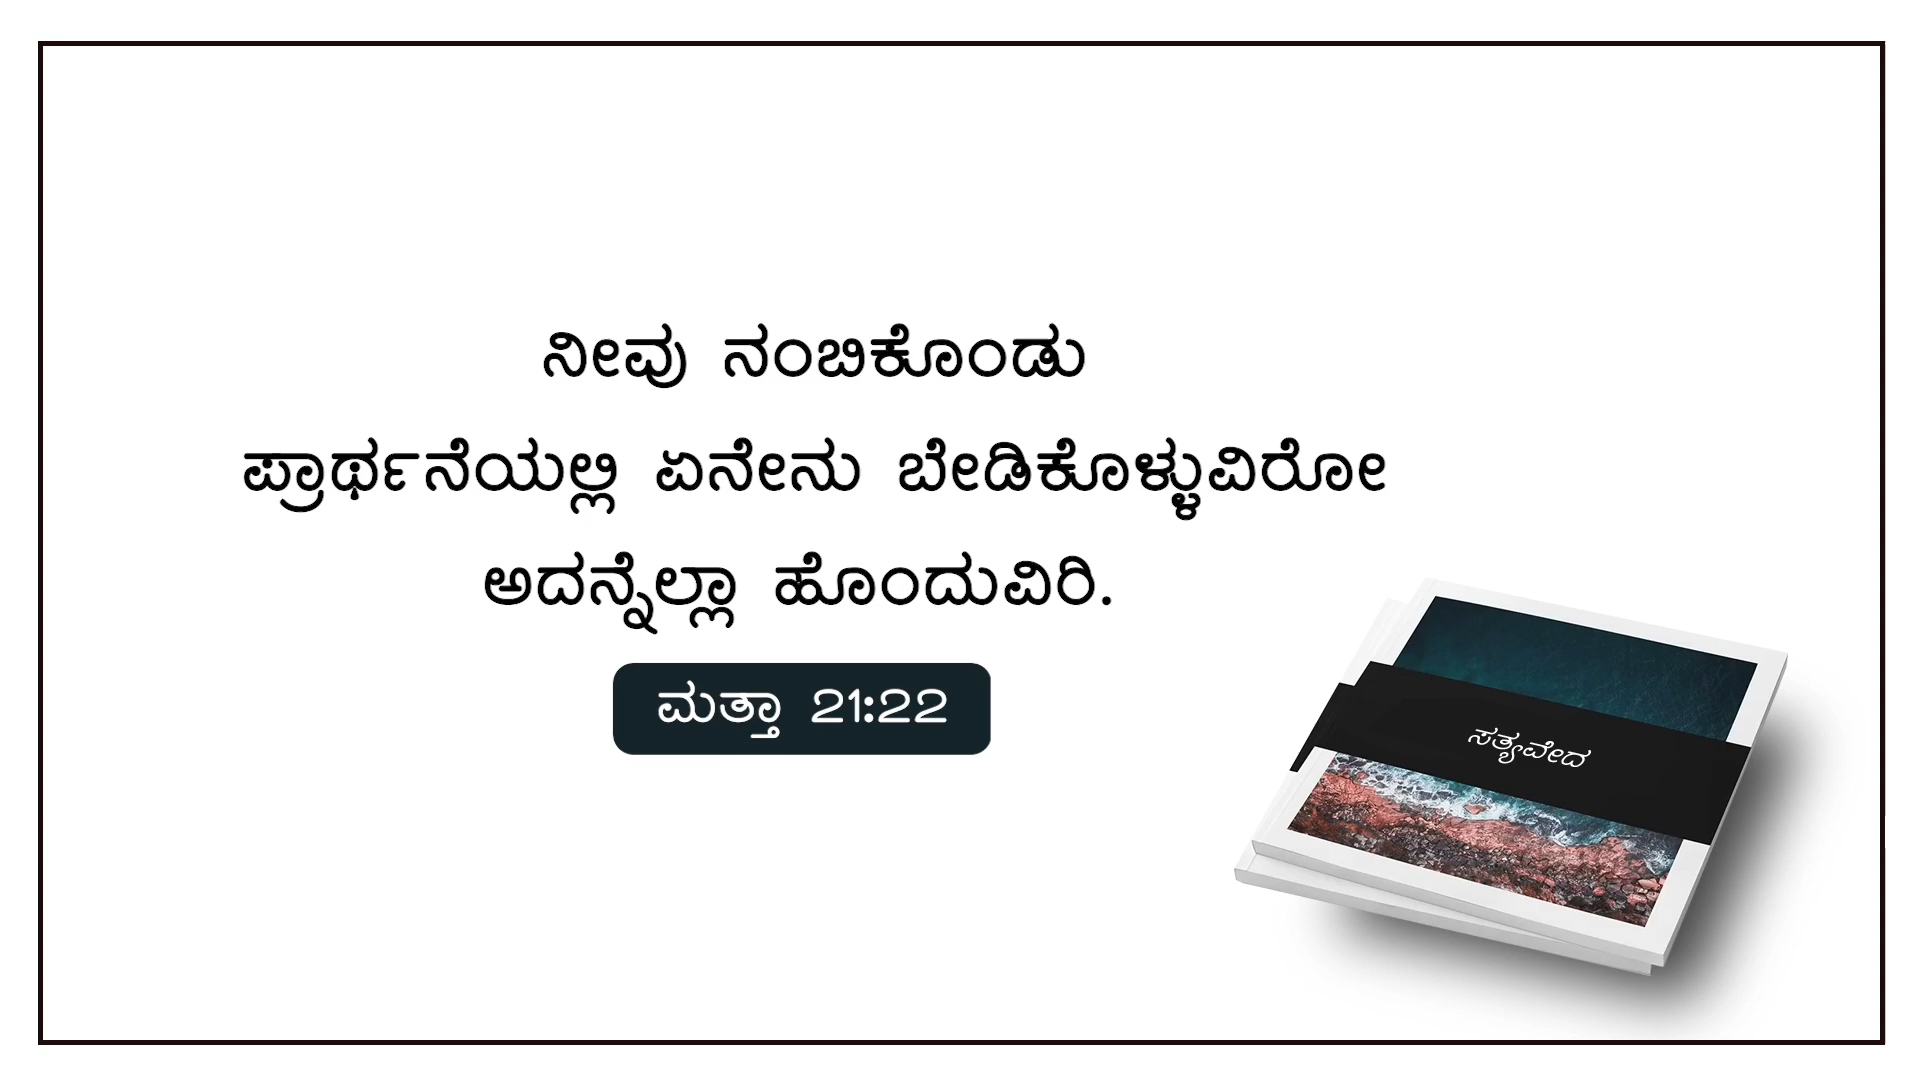 ನೀವು ನಂಬಿಕೊಂಡು
ಪ್ರಾರ್ಥನೆಯಲ್ಲಿ ಏನೇನು ಬೇಡಿಕೊಳ್ಳುವಿರೋ
ಅದನ್ನೆಲ್ಲಾ ಹೊಂದುವಿರಿ.
ಮತ್ತಾ 21:22
ಸತ್ಯವೇದ